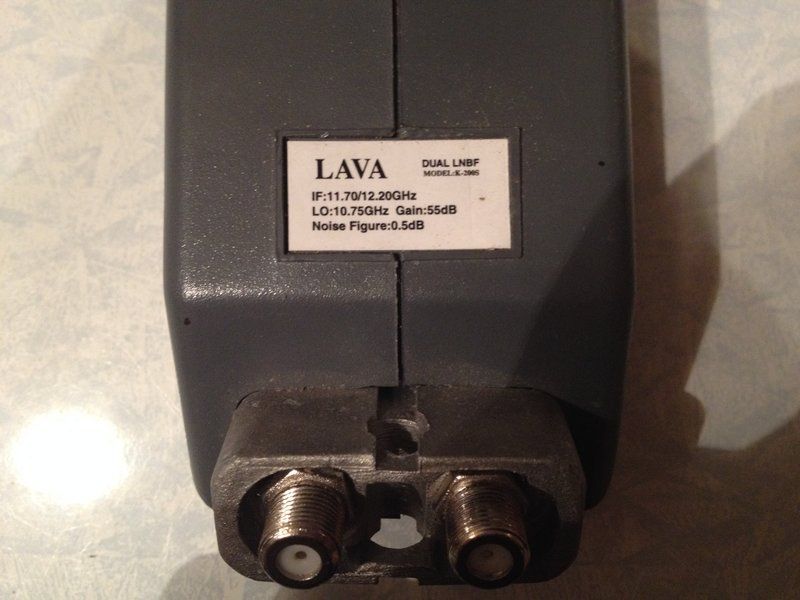 LAVA DUAL LNBF
MODEL:K-200S
IF:11.70/12.20GHz
LO:10.75GHz Gain:55dB
Noise Figure:0.5dB